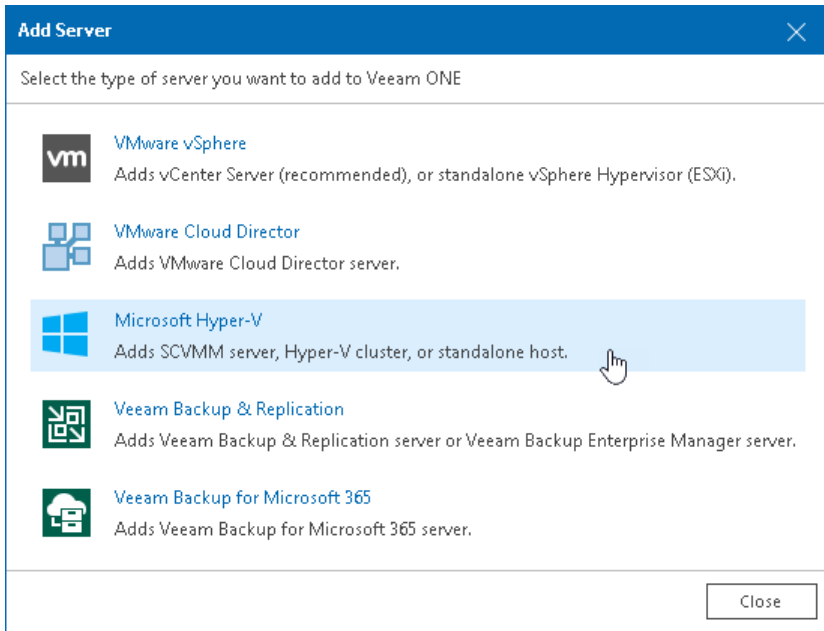 Add Server
Select the type of server you want to add to Veeam ONE
vm
VMware vSphere
Adds vCenter Server (recommended), or standalone vSphere Hypervisor (ESXi).
VMware Cloud Director
Adds VMware Cloud Director server.
Microsoft Hyper-V
Adds SCVMM server, Hyper-V cluster, or standalone host.
Veeam Backup & Replication
Adds Veeam Backup & Replication server or Veeam Backup Enterprise Manager server.
Veeam Backup for Microsoft 365
Adds Veeam Backup for Microsoft 365 server.
Close